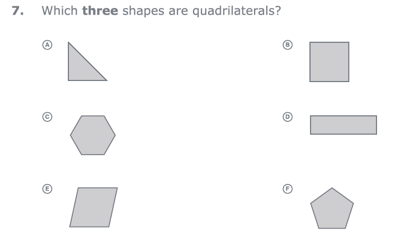 7. Which three shapes are quadrilaterals?
A
B
C
D
E
F